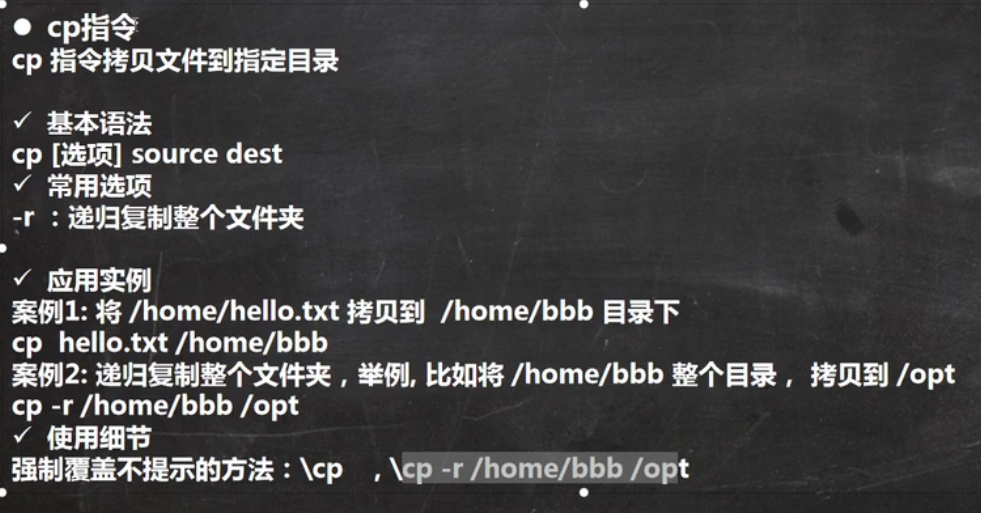 ● cp指令
cp 指令拷贝文件到指定目录
✓ 基本语法
cp [选项] source dest
✓ 常用选项
-r ：递归复制整个文件夹
✓ 应用实例
案例1: 将 /home/hello.txt 拷贝到 /home/bbb 目录下
cp hello.txt /home/bbb
案例2: 递归复制整个文件夹，举例, 比如将 /home/bbb 整个目录， 拷贝到 /opt
cp -r /home/bbb /opt
✓ 使用细节
强制覆盖不提示的方法：\cp ，\cp -r /home/bbb /opt